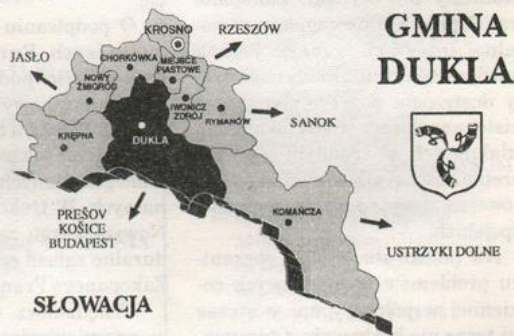 GMINA
DUKLA
KROSNO
RZESZÓW
JASŁO
CHORKÓWKA
MIEJSCE
PIASTOWE
NOWY
ŻMIGRÓD
IWONICZ
ZDRÓJ
RYMANÓW
SANOK
KRĘPNA
DUKLA
PREŠOV
KOŠICE
BUDAPEST
KOMAŃCZA
USTRZYKI DOLNE
SŁOWACJA